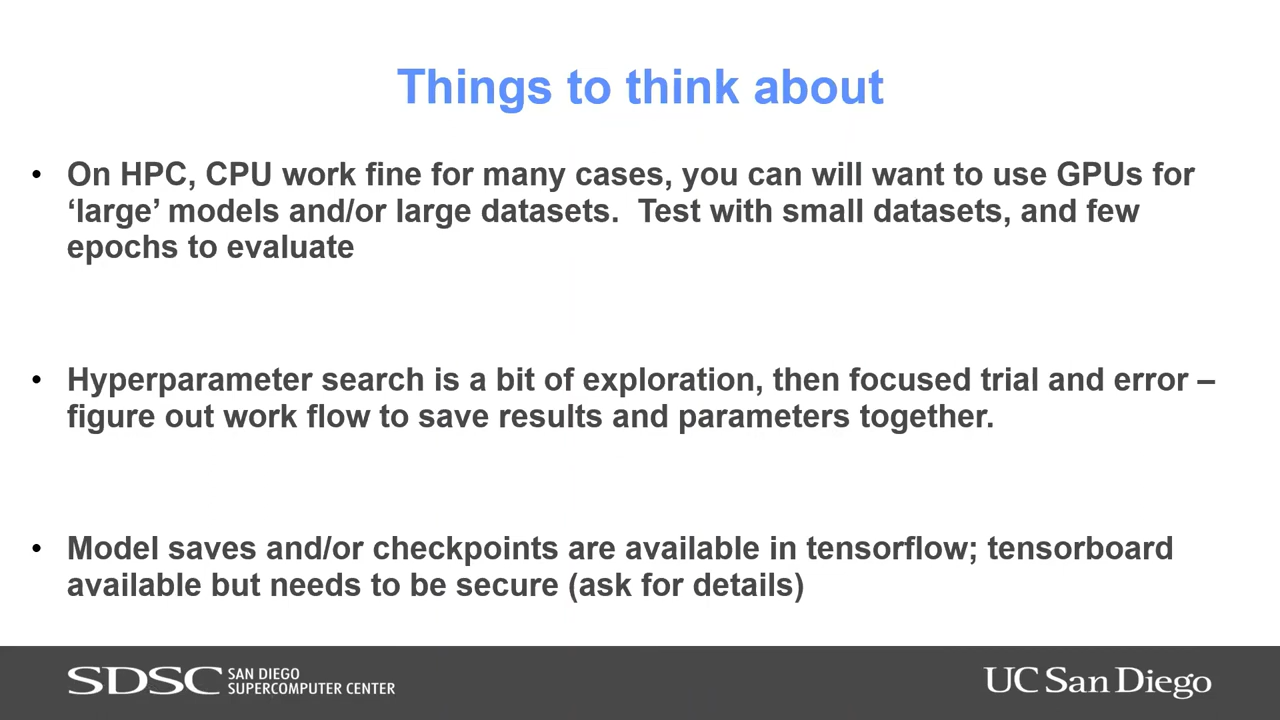 Things to think about
• On HPC, CPU work fine for many cases, you can will want to use GPUs for
‘large’ models and/or large datasets.  Test with small datasets, and few
epochs to evaluate
• Hyperparameter search is a bit of exploration, then focused trial and error –
figure out work flow to save results and parameters together.
• Model saves and/or checkpoints are available in tensorflow; tensorboard
available but needs to be secure (ask for details)
SDSC SAN DIEGO
SUPERCOMPUTER CENTER
UC San Diego